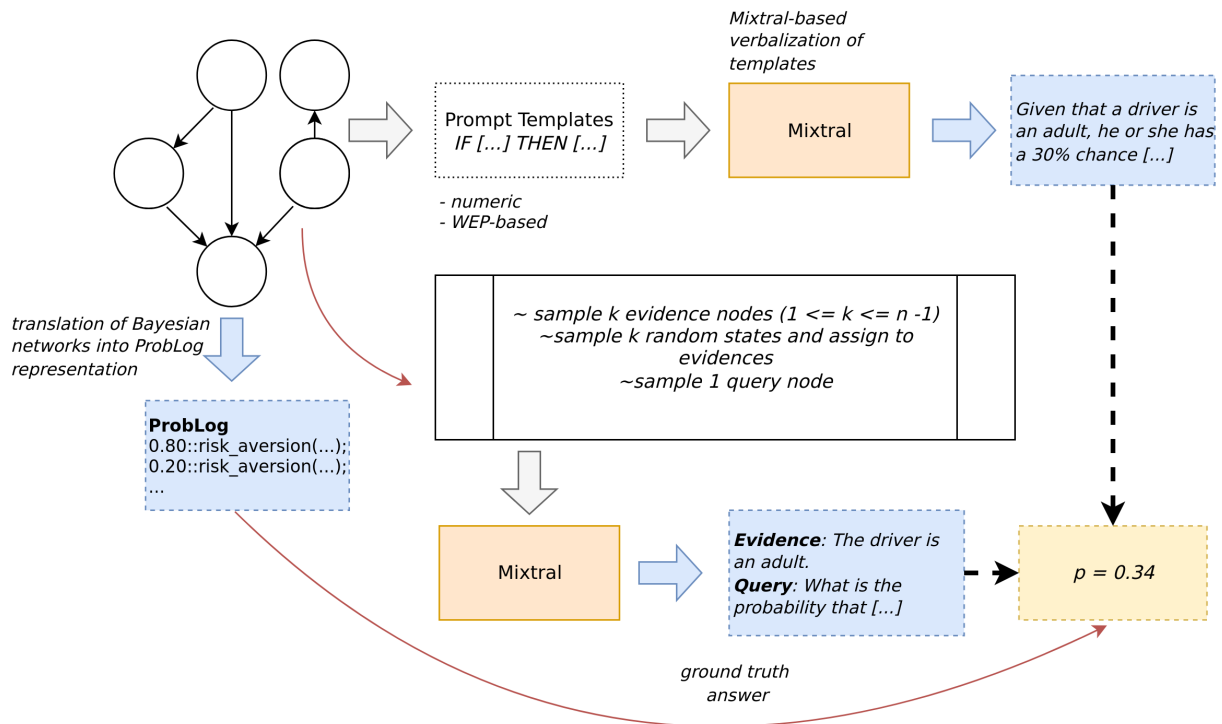 Mixtral-based
verbalization of
templates
Prompt Templates
IF [...] THEN [...]
Mixtral
Given that a driver is
an adult, he or she has
a 30% chance [...]
- numeric
- WEP-based
~ sample k evidence nodes (1 <= k <= n -1)
~sample k random states and assign to
evidences
~sample 1 query node
translation of Bayesian
networks into ProbLog
representation
ProbLog
0.80::risk_aversion(...);
0.20::risk_aversion(...);
...
Mixtral
Evidence: The driver is
an adult.
Query: What is the
probability that [...]
p = 0.34
ground truth
answer